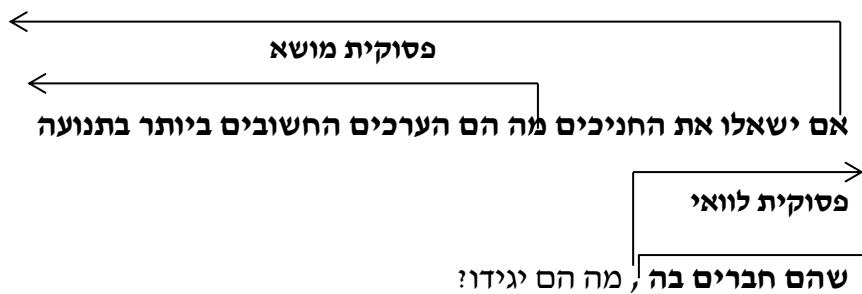 פסוקית מושא
אם ישאלו את החניכים מה הם הערכים החשובים ביותר בתנועה
פסוקית לוואי
שהם חברים בה , מה הם יגידו?